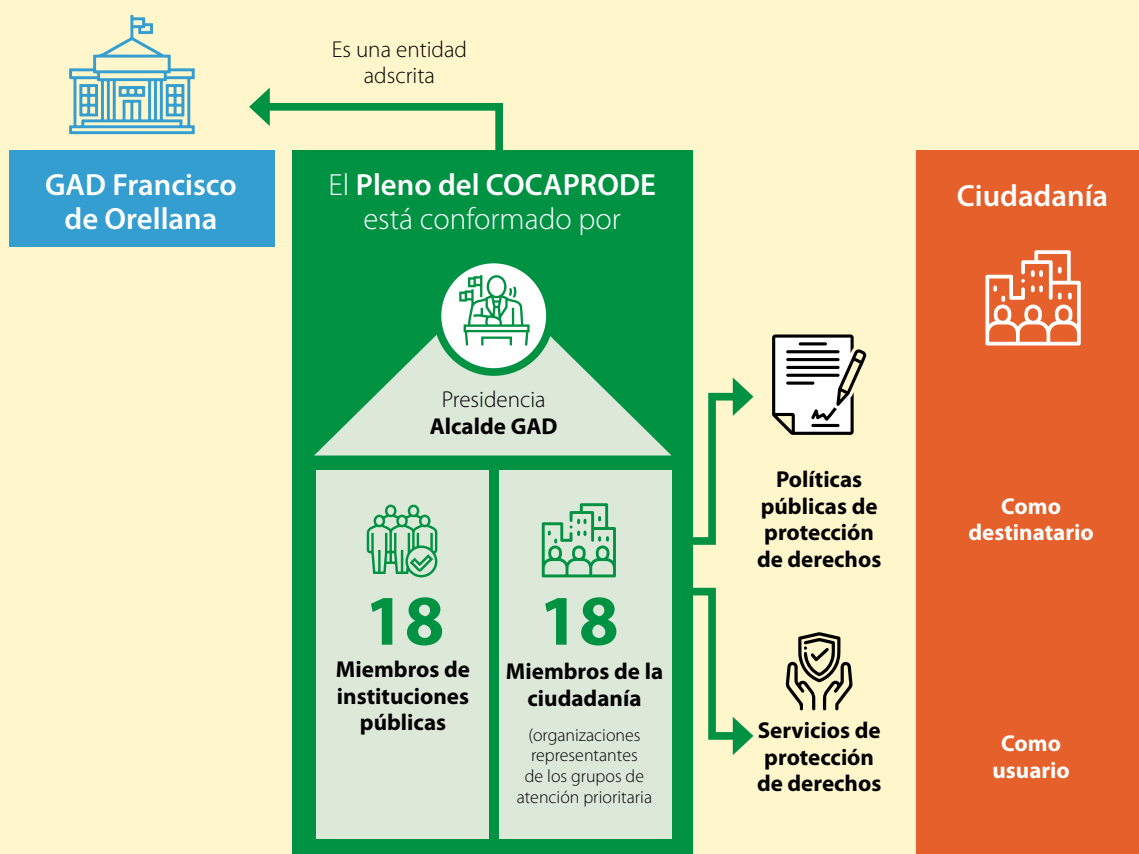 Es una entidad
adscrita
GAD Francisco
de Orellana
El Pleno del COCAPRODE
está conformado por
Presidencia
Alcalde GAD
18
Miembros de
instituciones
públicas
18
Miembros de la
ciudadanía
(organizaciones
representantes
de los grupos de
atención prioritaria
Políticas
públicas de
protección
de derechos
Servicios de
protección
de derechos
Ciudadanía
Como
destinatario
Como
usuario